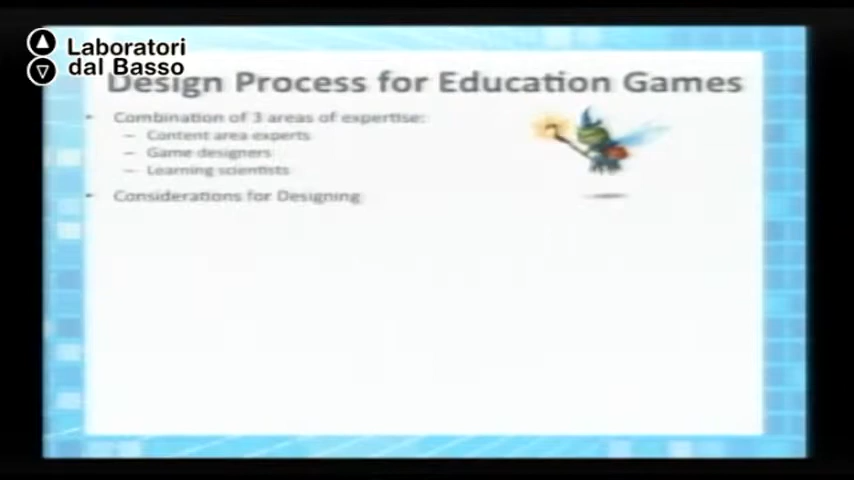 Laboratori
dal Basso
Design Process for Education Games
• Combination of 3 areas of expertise:
– Content area experts
– Game designers
– Learning scientists
• Considerations for Designing